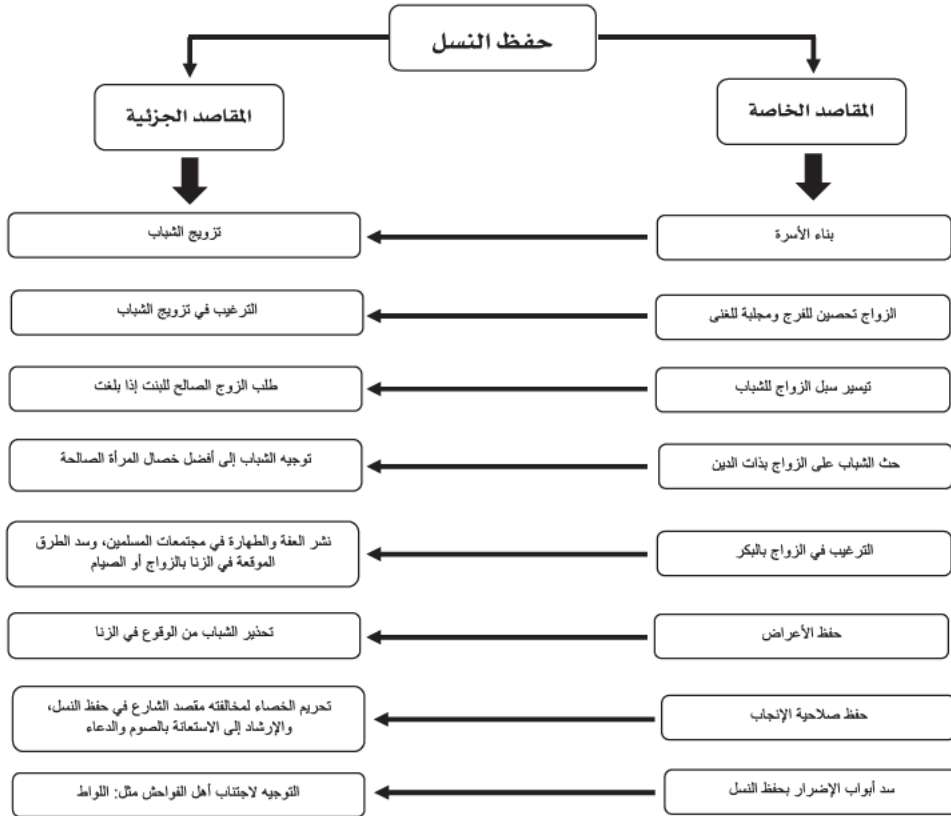 حفظ النسل
المقاصد الخاصة
المقاصد الجزئية
بناء الأسرة
تزويج الشباب
الزواج تحصين للفرج ومجلبة للغنى
الترغيب في تزويج الشباب
تيسير سبل الزواج للشباب
طلب الزوج الصالح للبنت إذا بلغت
حث الشباب على الزواج بذات الدين
توجيه الشباب إلى أفضل خصال المرأة الصالحة
الترغيب في الزواج بالبكر
نشر العفة والطهارة في مجتمعات المسلمين، وسد الطرق
الموقعة في الزنا بالزواج أو الصيام
حفظ الأعراض
تحذير الشباب من الوقوع في الزنا
حفظ صلاحية الإنجاب
تحريم الخصاء لمخالفته مقصد الشارع في حفظ النسل،
والإرشاد إلى الاستعانة بالصوم والدعاء
سد أبواب الإضرار بحفظ النسل
التوجيه لاجتناب أهل الفواحش مثل: اللواط